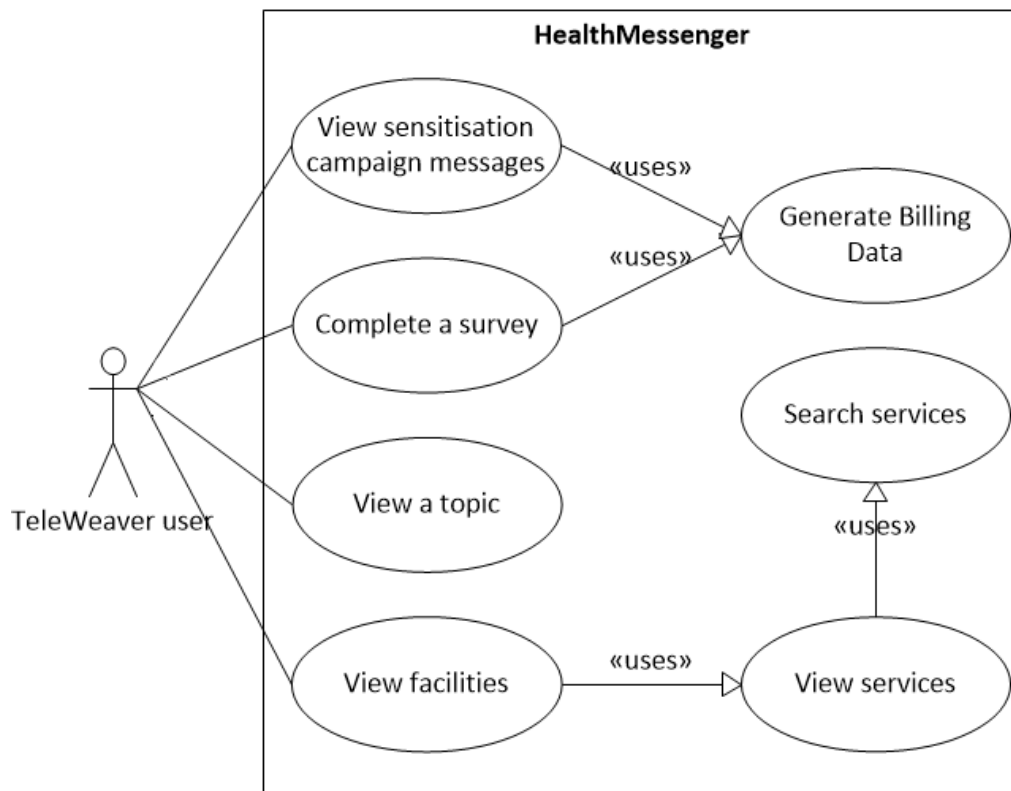 HealthMessenger
View sensitisation
campaign messages
«uses»
Generate Billing
Data
«uses»
Complete a survey
Search services
TeleWeaver user
View a topic
«uses»
View facilities
«uses»
View services